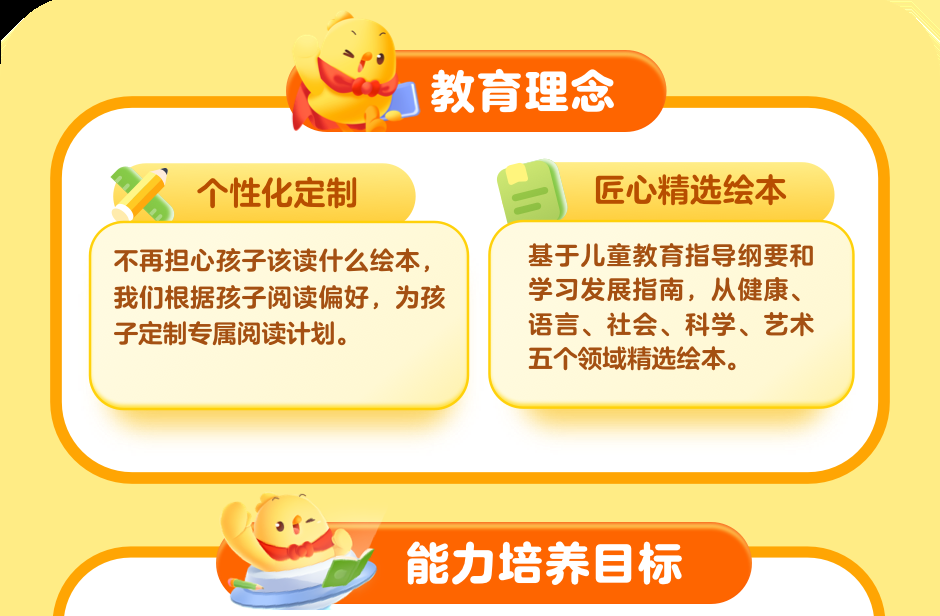 教育理念
个性化定制
不再担心孩子该读什么绘本，
我们根据孩子阅读偏好，为孩
子定制专属阅读计划。
匠心精选绘本
基于儿童教育指导纲要和
学习发展指南，从健康、
语言、社会、科学、艺术
五个领域精选绘本。
能力培养目标